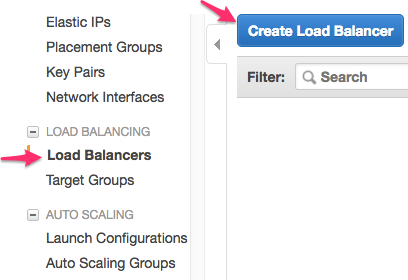 Elastic IPs
Placement Groups
Key Pairs
Network Interfaces
LOAD BALANCING
Load Balancers
Target Groups
AUTO SCALING
Launch Configurations
Auto Scaling Groups
Create Load Balancer
Filter: Search